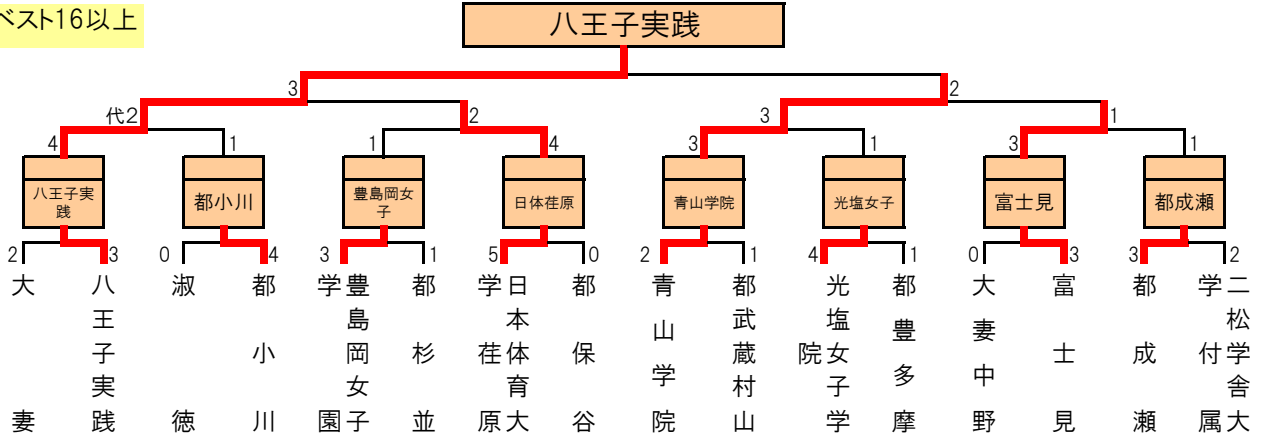 ベスト16以上
八王子実践
3
2
代2
2
3
1
4
1
1
4
3
1
3
1
八王子実
践
都小川
豊島岡女
子
日体荏原
青山学院
光塩女子
富士見
都成瀬
2
3
0
4
3
1
5
0
2
1
4
1
0
3
3
2
大妻
八王子実践
淑徳
都小川
豊島岡女子
学園
都杉並
日本体育大
学荏原
都保谷
青山学院
都武蔵村山
光塩女子学
院
都豊多摩
大妻中野
富士見
都成瀬
二松学舎大
学付属